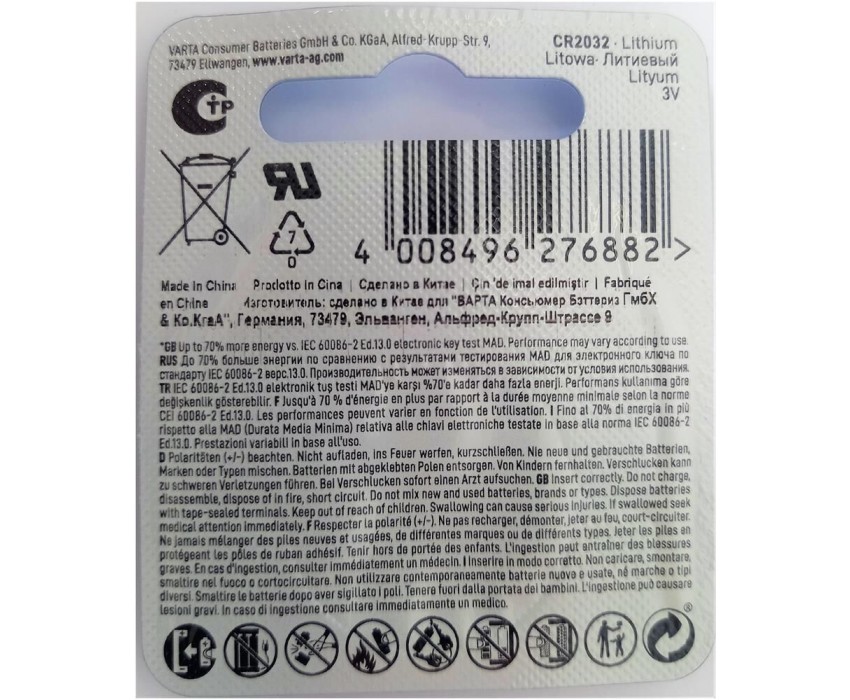 VARTA Consumer Batteries GmbH & Co. KGaA, Alfred-Krupp-Str. 9,
73479 Ellwangen, www.varta-ag.com
CR2032 · Lithium
Litowa· Литиевый
Lityum
3V
TP
7
0
4 008496 276882 >
Made in China Prodotto in Cina | Сделано в Китае | Çin 'de imal edilmiştir | Fabriqué
en Chine Изготовитель: сделано в Китае для "ВАРТА Консьюмер Бэттериз ГмбХ
& Ко.КгаА", Германия, 73479, Эльванген, Альфред-Крупп-Штрассе 9
*GB Up to 70% more energy vs. IEC 60086-2 Ed.13.0 electronic key test MAD. Performance may vary according to use.
RUS До 70% больше энергии по сравнению с результатами тестирования MAD для электронного ключа по
стандарту IEC 60086-2 верс.13.0. Производительность может изменяться в зависимости от условия использования.
TR IEC 60086-2 Ed.13.0 elektronik tuş testi MAD'ye karşı %70'e kadar daha fazla enerji. Performans kullanıma göre
değişkenlik gösterebilir. F Jusqu'à 70 % d'énergie en plus par rapport à la durée moyenne minimale selon la norme
CEI 60086-2 Ed.13.0. Les performances peuvent varier en fonction de l'utilisation. I Fino al 70% di energia in più
rispetto alla MAD (Durata Media Minima) relativa alle chiavi elettroniche testate in base alla norma IEC 60086-2
Ed.13.0. Prestazioni variabili in base all'uso.
D Polaritäten (+/-) beachten. Nicht aufladen, ins Feuer werfen, kurzschließen. Nie neue und gebrauchte Batterien,
Marken oder Typen mischen. Batterien mit abgeklebten Polen entsorgen. Von Kindern fernhalten. Verschlucken kann
zu schweren Verletzungen führen. Bei Verschlucken sofort einen Arzt aufsuchen. GB Insert correctly. Do not charge,
disassemble, dispose of in fire, short circuit. Do not mix new and used batteries, brands or types. Dispose batteries
with tape-sealed terminals. Keep out of reach of children. Swallowing can cause serious injuries. If swallowed seek
medical attention immediately. F Respecter la polarité (+/-). Ne pas recharger, démonter, jeter au feu, court-circuiter.
Ne jamais mélanger des piles neuves et usagées, de différentes marques ou de différents types. Jeter les piles en
protégeant les pôles de ruban adhésif. Tenir hors de portée des enfants. L'ingestion peut entraîner des blessures
graves. En cas d'ingestion, consulter immédiatement un médecin. I Inserire in modo corretto. Non caricare, smontare,
smaltire nel fuoco o cortocircuitare. Non utilizzare contemporaneamente batterie nuove e usate, né marche o tipi
diversi. Smaltire le batterie dopo aver sigillato i poli. Tenere fuori dalla portata dei bambini. L'ingestione può causare
lesioni gravi. In caso di ingestione consultare immediatamente un medico.
®